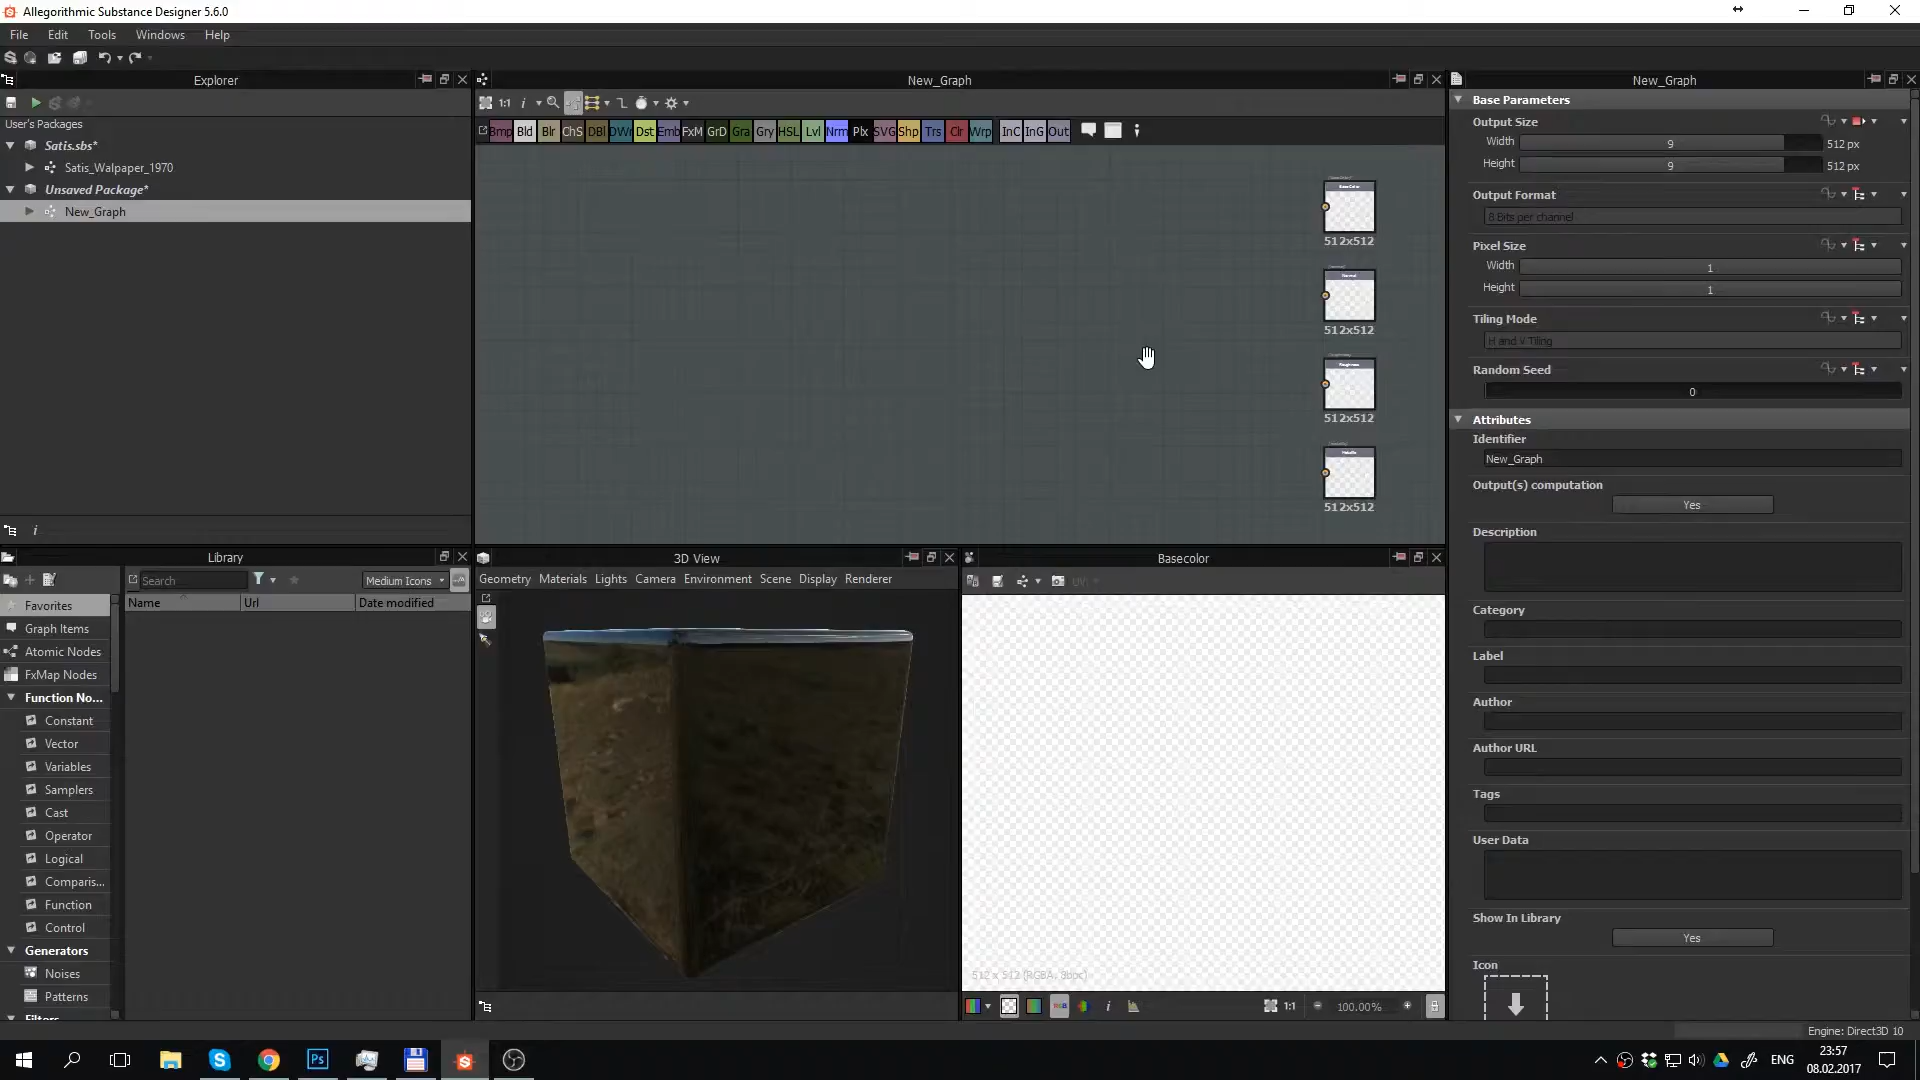 Allegorithmic Substance Designer 5.6.0
File Edit Tools Windows Help
Explorer
User's Packages
Satis.sbs*
Satis_Walpaper_1970
Unsaved Package*
New_Graph
New_Graph
1:1
Bmp Bld Blr ChS DBl DWr Dst Emb FxM GrD Gra Gry HSL Lvl Nrm Plx SVG Shp Trs Clr Wrp InC InG Out
512x512
Normal
512x512
Roughness
512x512
Metallic
512x512
New_Graph
Base Parameters
Output Size
Width 9 512 px
Height 9 512 px
Output Format
8 Bits per channel
Pixel Size
Width 1
Height 1
Tiling Mode
H and V Tiling
Random Seed
0
Attributes
Identifier
New_Graph
Output(s) computation
Yes
Description
Category
Label
Author
Author URL
Tags
User Data
Show In Library
Yes
Icon
Library
Search
Medium Icons
Favorites
Graph Items
Atomic Nodes
FxMap Nodes
Function No...
Constant
Vector
Variables
Samplers
Cast
Operator
Logical
Comparis...
Function
Control
Generators
Noises
Patterns
Filters
Name Url Date modified
3D View
Geometry Materials Lights Camera Environment Scene Display Renderer
Basecolor
UV
512 x 512 (RGBA, 8bpc)
1:1 100,00%
Engine: Direct3D 10
ENG
23:57
08.02.2017